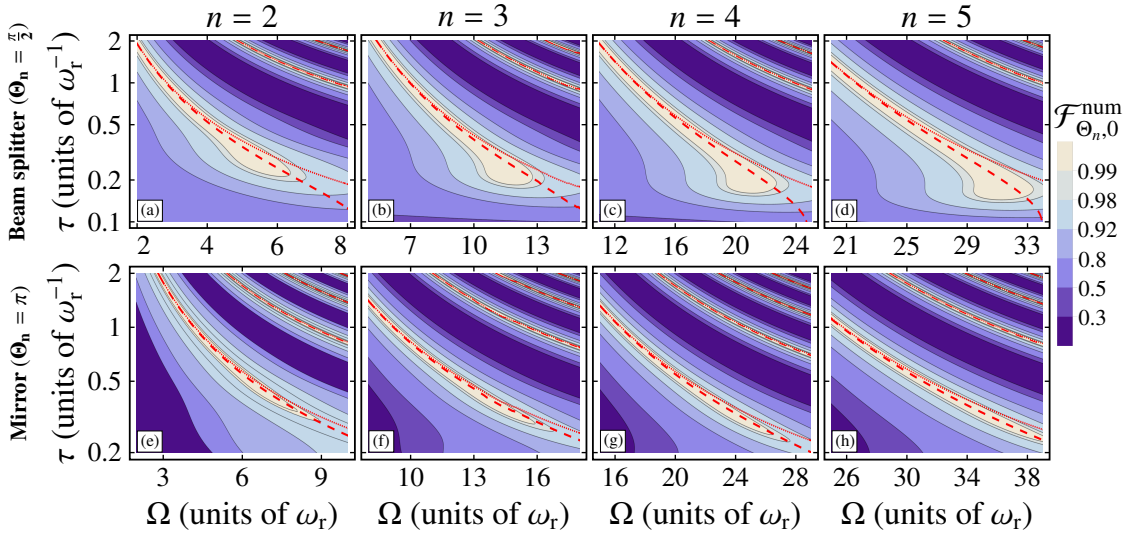 n = 2 n = 3 n = 4 n = 5
Beam splitter (Θn = π/2)
τ (units of ωr⁻¹)
2
1
0.5
0.2
0.1
(a) (b) (c) (d)
2 4 6 8 7 10 13 12 16 20 24 21 25 29 33
ℱ^num_Θn,0
0.99
0.98
0.92
0.8
0.5
0.3
Mirror (Θn = π)
τ (units of ωr⁻¹)
2
1
0.5
0.2
(e) (f) (g) (h)
3 6 9 10 13 16 16 20 24 28 26 30 34 38
Ω (units of ωr) Ω (units of ωr) Ω (units of ωr) Ω (units of ωr)